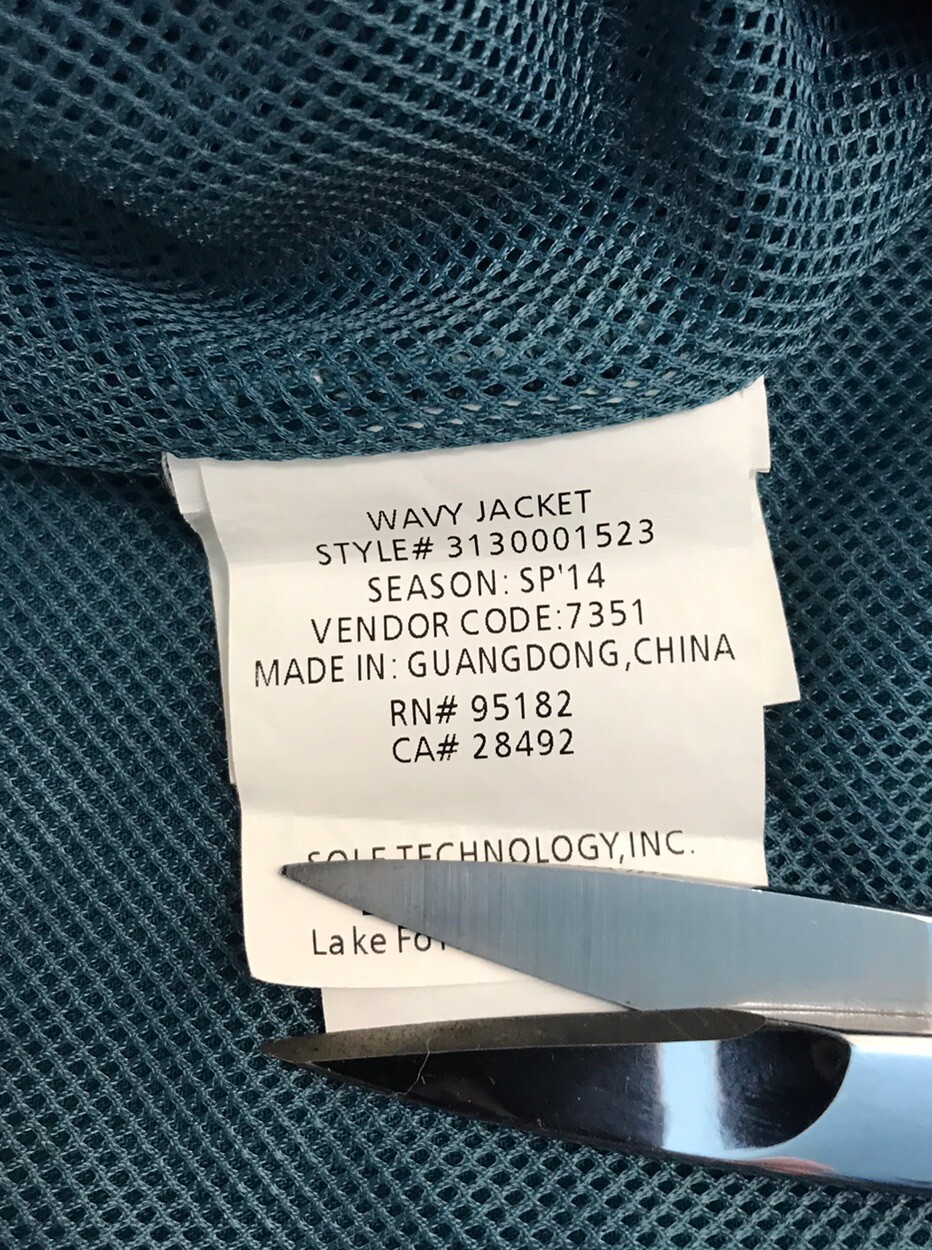 WAVY JACKET
STYLE# 3130001523
SEASON: SP'14
VENDOR CODE:7351
MADE IN: GUANGDONG,CHINA
RN# 95182
CA# 28492
SOLE TECHNOLOGY,INC.
Lake